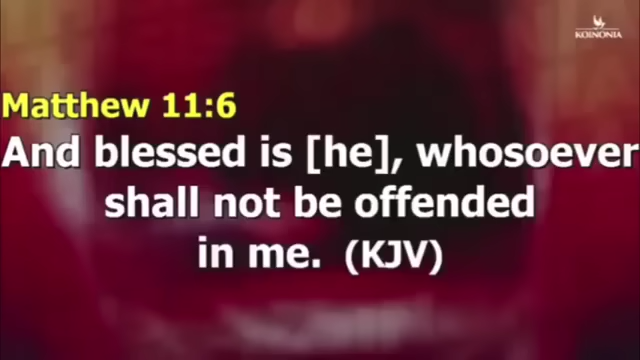 KOINONIA
Matthew 11:6
And blessed is [he], whosoever
shall not be offended
in me. (KJV)